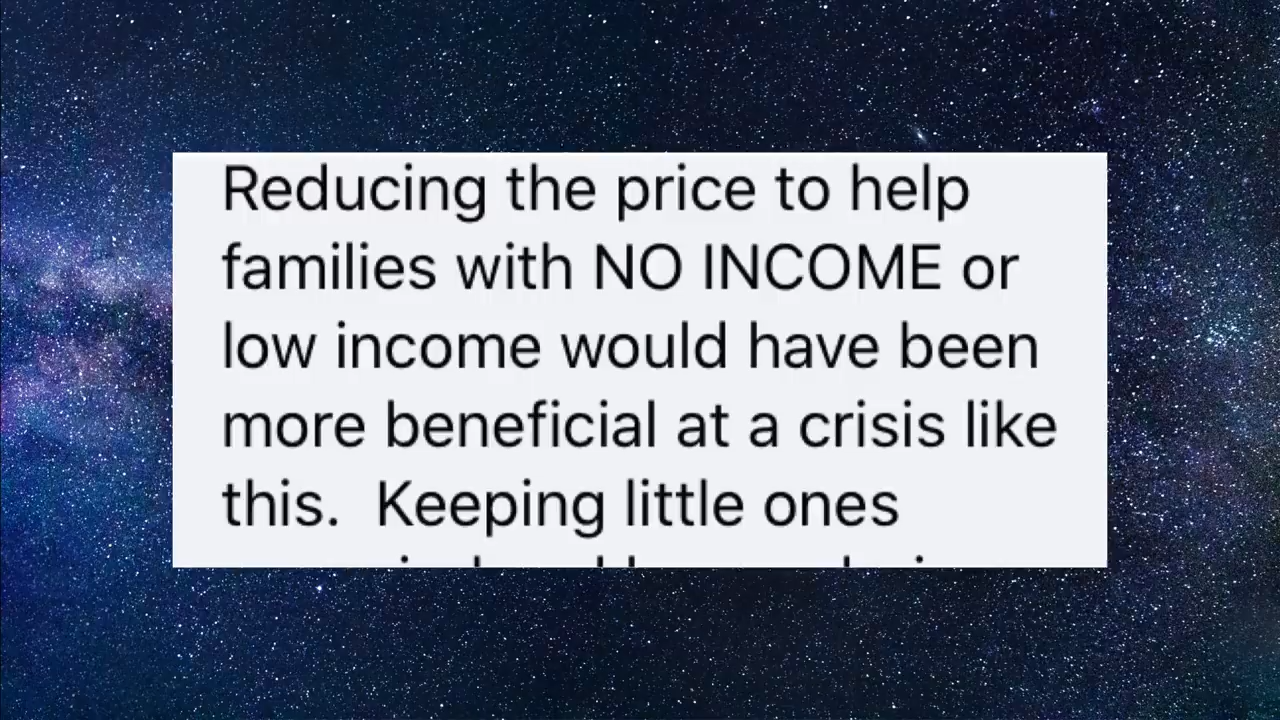 Reducing the price to help
families with NO INCOME or
low income would have been
more beneficial at a crisis like
this.  Keeping little ones